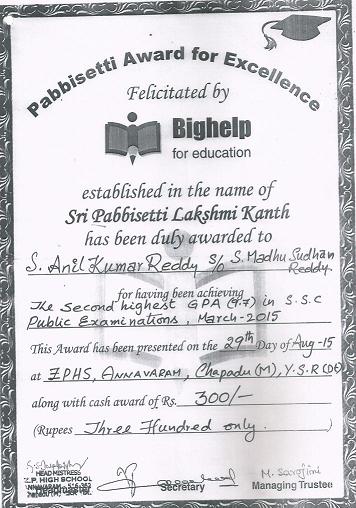 Pabbisetti Award for Excellence
Felicitated by
Bighelp
for education
established in the name of
Sri Pabbisetti Lakshmi Kanth
has been duly awarded to
S. Anil Kumar Reddy S/o S. Madhu Sudhan Reddy.
for having been achieving
The second highest GPA (9.7) in S.S.C
Public Examinations, March-2015
This Award has been presented on the 29th Day of Aug-15
at ZPHS, ANNAVARAM, Chapadu (M), Y.S.R (Dt)
along with cash award of Rs. 300/-
(Rupees Three Hundred only. )
HEADMISTRESS
Z.P. HIGH SCHOOL
Headmaster
Secretary
M. Sarojini
Managing Trustee